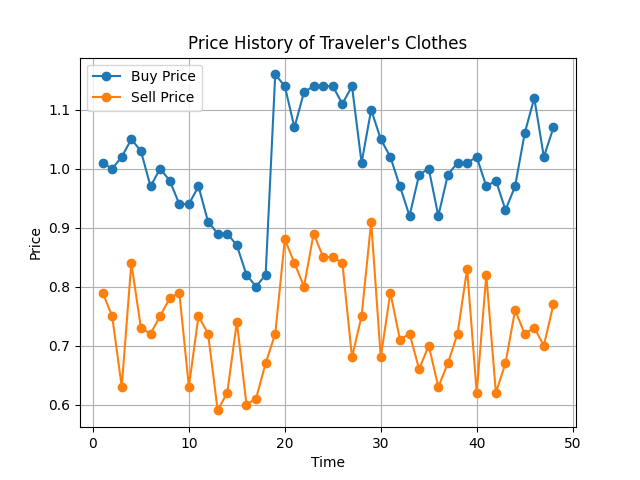 Price History of Traveler's Clothes
Buy Price
Sell Price
1.1
1.0
0.9
0.8
0.7
0.6
Price
0 10 20 30 40 50
Time